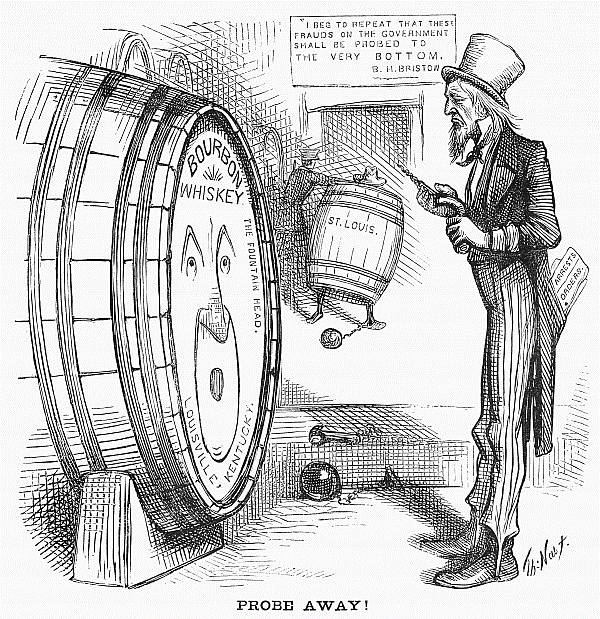 "I BEG TO REPEAT THAT THESE
FRAUDS ON THE GOVERNMENT
SHALL BE PROBED TO
THE VERY BOTTOM.
B. H. BRISTOW
BOURBON
WHISKEY
THE FOUNTAIN HEAD.
LOUISVILLE, KENTUCKY.
ST. LOUIS.
ARRESTS
ORDERS.
Th: Nast.
PROBE AWAY!